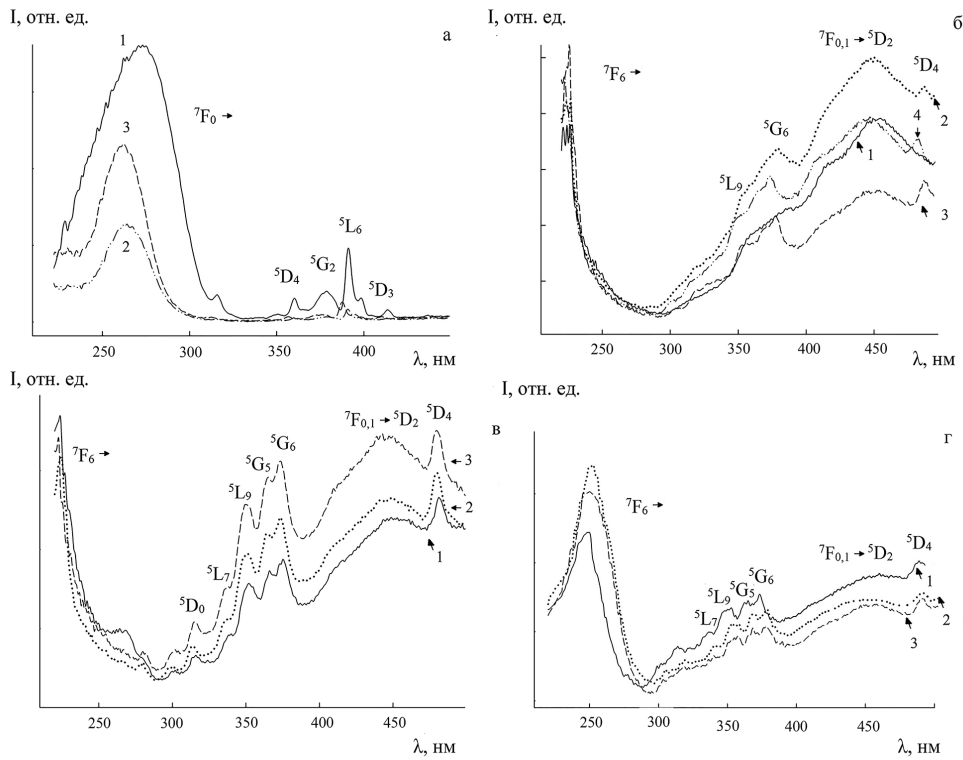 I, отн. ед.
а
1
3
2
⁷F₀ →
⁵D₄
⁵G₂
⁵L₆
⁵D₃
250 300 350 400
λ, нм
I, отн. ед.
б
⁷F₆ →
⁷F₀,₁ → ⁵D₂
⁵D₄
⁵G₆
⁵L₉
4
2
1
3
250 300 350 400 450
λ, нм
I, отн. ед.
в
⁷F₆ →
⁷F₀,₁ → ⁵D₂
⁵D₄
⁵G₆
⁵G₅
⁵L₉
⁵L₇
⁵D₀
3
2
1
250 300 350 400 450
λ, нм
I, отн. ед.
г
⁷F₆ →
⁷F₀,₁ → ⁵D₂
⁵D₄
⁵G₆
⁵L₉
⁵G₅
⁵L₇
1
2
3
250 300 350 400 450
λ, нм